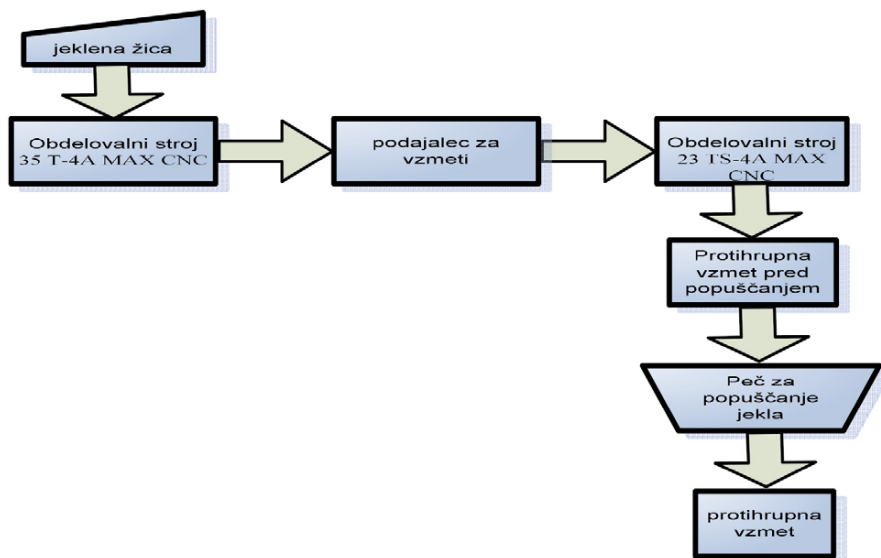 jeklena žica
Obdelovalni stroj
35 T-4A MAX CNC
podajalec za
vzmeti
Obdelovalni stroj
23 TS-4A MAX
CNC
Protihrupna
vzmet pred
popuščanjem
Peč za
popuščanje
jekla
protihrupna
vzmet